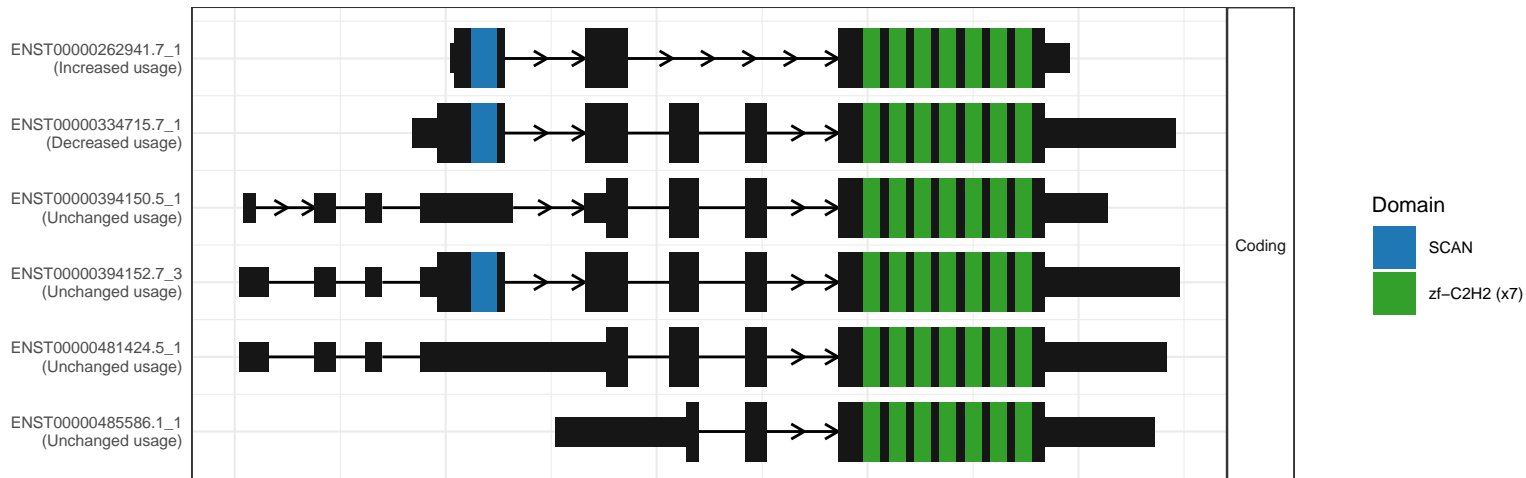 ENST00000262941.7_1
(Increased usage)
ENST00000334715.7_1
(Decreased usage)
ENST00000394150.5_1
(Unchanged usage)
ENST00000394152.7_3
(Unchanged usage)
ENST00000481424.5_1
(Unchanged usage)
ENST00000485586.1_1
(Unchanged usage)
Coding
Domain
SCAN
zf−C2H2 (x7)